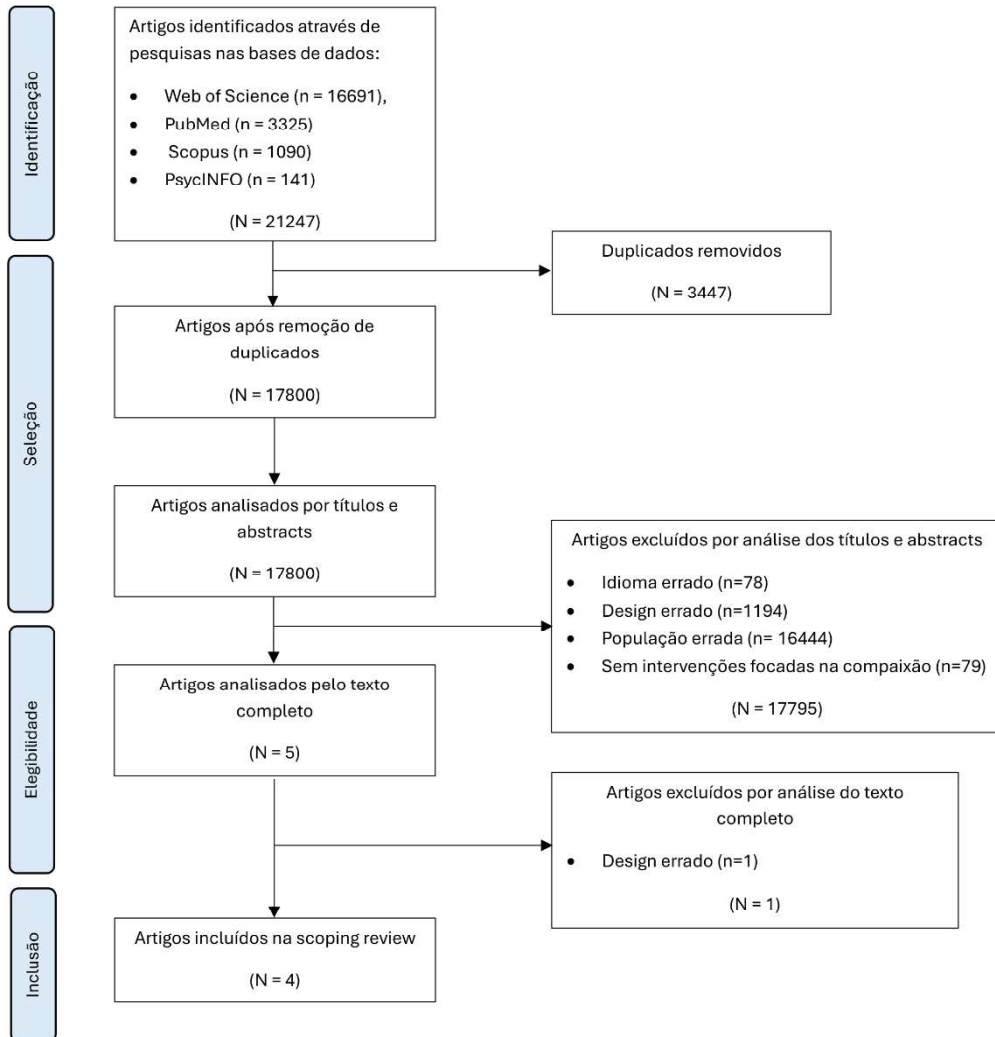 Identificação
Artigos identificados através de
pesquisas nas bases de dados:
• Web of Science (n = 16691),
• PubMed (n = 3325)
• Scopus (n = 1090)
• PsycINFO (n = 141)
(N = 21247)
Seleção
Duplicados removidos
(N = 3447)
Artigos após remoção de
duplicados
(N = 17800)
Artigos analisados por títulos e
abstracts
(N = 17800)
Artigos excluídos por análise dos títulos e abstracts
• Idioma errado (n=78)
• Design errado (n=1194)
• População errada (n= 16444)
• Sem intervenções focadas na compaixão (n=79)
(N = 17795)
Elegibilidade
Artigos analisados pelo texto
completo
(N = 5)
Artigos excluídos por análise do texto
completo
• Design errado (n=1)
(N = 1)
Inclusão
Artigos incluídos na scoping review
(N = 4)